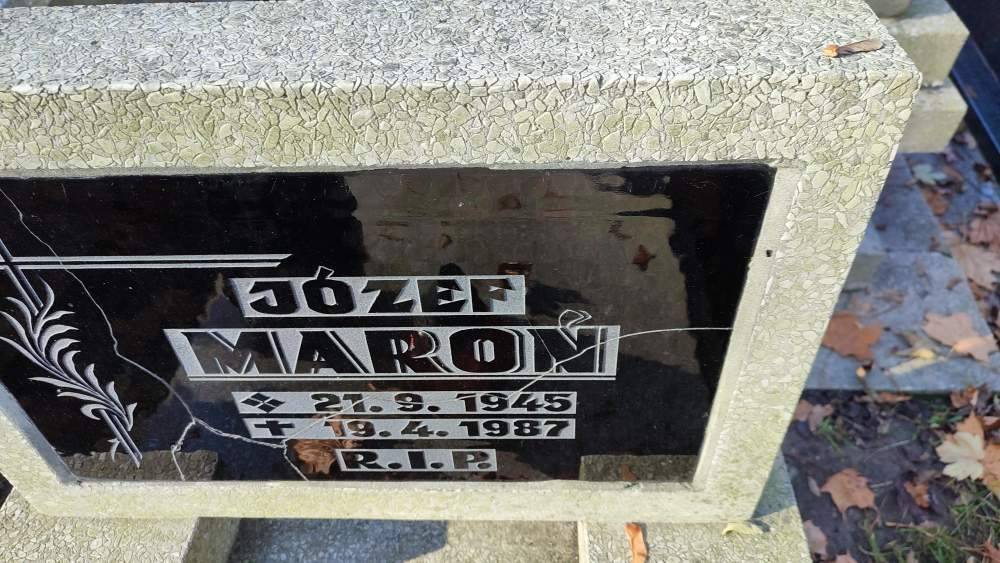 JÓZEF
MAROŃ
21. 9. 1945
19. 4. 1987
R.I.P.